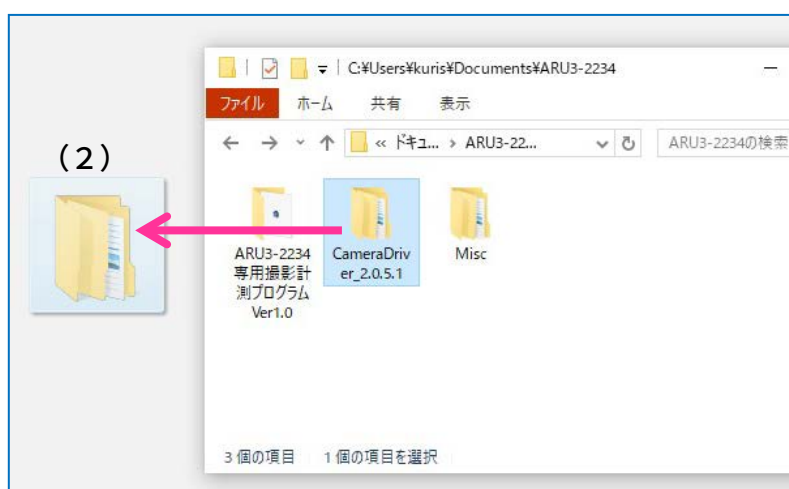 C:¥Users¥kuris¥Documents¥ARU3-2234
ファイル ホーム 共有 表示
« ドキュ... › ARU3-22... ARU3-2234の検索
(2)
ARU3-2234
専用撮影計
測プログラム
Ver1.0
CameraDriv
er_2.0.5.1
Misc
3 個の項目 1 個の項目を選択